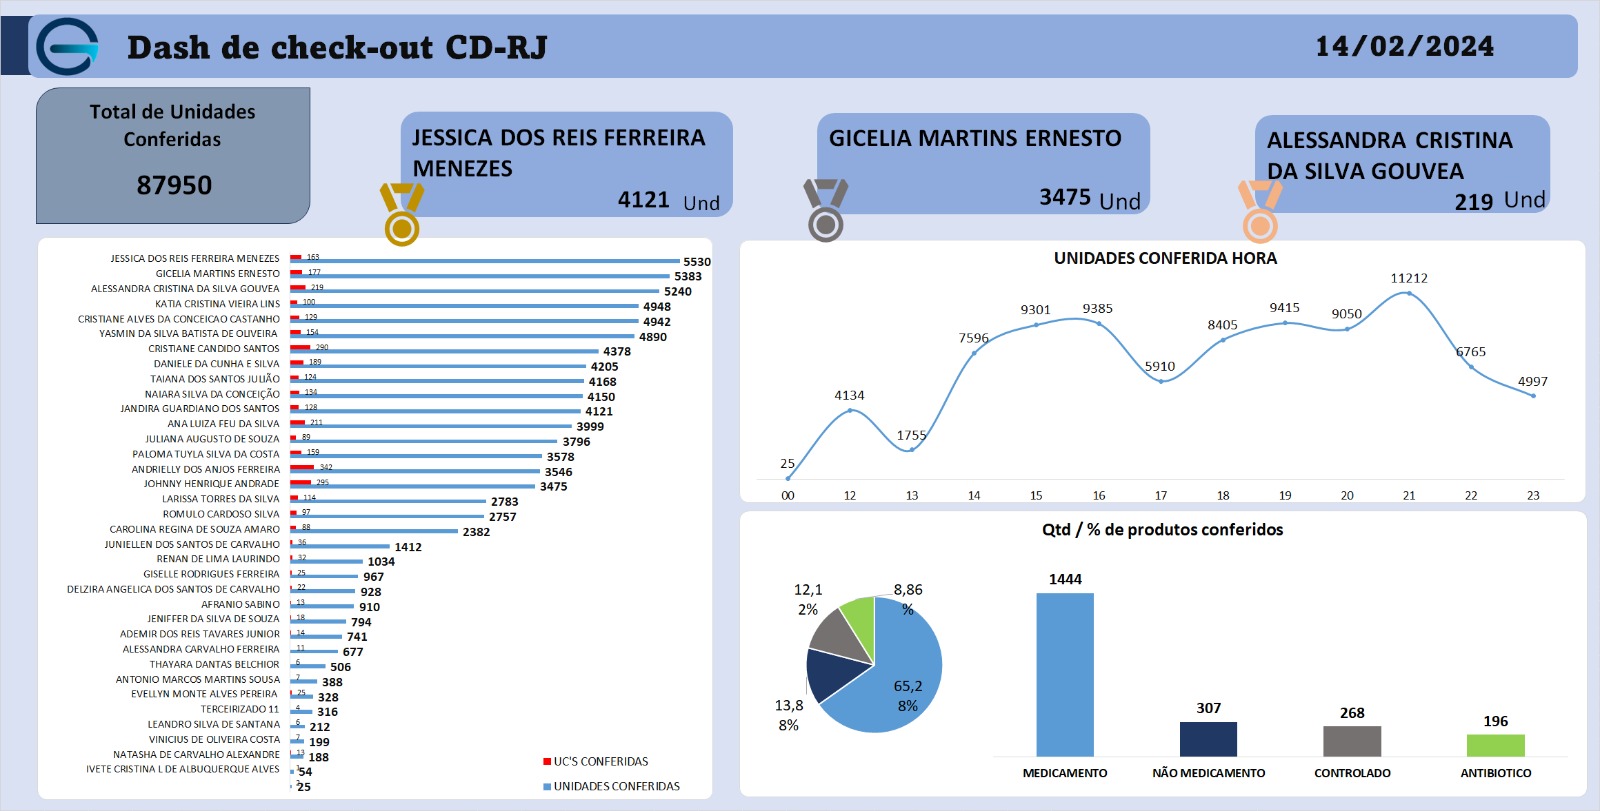 Dash de check-out CD-RJ
14/02/2024
Total de Unidades
Conferidas
87950
JESSICA DOS REIS FERREIRA
MENEZES
4121 Und
GICELIA MARTINS ERNESTO
3475 Und
ALESSANDRA CRISTINA
DA SILVA GOUVEA
219 Und
JESSICA DOS REIS FERREIRA MENEZES 163 5530
GICELIA MARTINS ERNESTO 177 5383
ALESSANDRA CRISTINA DA SILVA GOUVEA 219 5240
KATIA CRISTINA VIEIRA LINS 100 4948
CRISTIANE ALVES DA CONCEICAO CASTANHO 129 4942
YASMIN DA SILVA BATISTA DE OLIVEIRA 154 4890
CRISTIANE CANDIDO SANTOS 290 4378
DANIELE DA CUNHA E SILVA 189 4205
TAIANA DOS SANTOS JULIÃO 124 4168
NAIARA SILVA DA CONCEIÇÃO 134 4150
JANDIRA GUARDIANO DOS SANTOS 128 4121
ANA LUIZA FEU DA SILVA 211 3999
JULIANA AUGUSTO DE SOUZA 89 3796
PALOMA TUYLA SILVA DA COSTA 159 3578
ANDRIELLY DOS ANJOS FERREIRA 342 3546
JOHNNY HENRIQUE ANDRADE 295 3475
LARISSA TORRES DA SILVA 114 2783
ROMULO CARDOSO SILVA 97 2757
CAROLINA REGINA DE SOUZA AMARO 88 2382
JUNIELLEN DOS SANTOS DE CARVALHO 36 1412
RENAN DE LIMA LAURINDO 32 1034
GISELLE RODRIGUES FERREIRA 25 967
DELZIRA ANGELICA DOS SANTOS DE CARVALHO 22 928
AFRANIO SABINO 13 910
JENIFFER DA SILVA DE SOUZA 18 794
ADEMIR DOS REIS TAVARES JUNIOR 14 741
ALESSANDRA CARVALHO FERREIRA 11 677
THAYARA DANTAS BELCHIOR 6 506
ANTONIO MARCOS MARTINS SOUSA 7 388
EVELLYN MONTE ALVES PEREIRA 25 328
TERCEIRIZADO 11 4 316
LEANDRO SILVA DE SANTANA 6 212
VINICIUS DE OLIVEIRA COSTA 7 199
NATASHA DE CARVALHO ALEXANDRE 13 188
IVETE CRISTINA L DE ALBUQUERQUE ALVES 54
25
UC'S CONFERIDAS
UNIDADES CONFERIDAS
UNIDADES CONFERIDA HORA
25 4134 1755 7596 9301 9385 5910 8405 9415 9050 11212 6765 4997
00 12 13 14 15 16 17 18 19 20 21 22 23
Qtd / % de produtos conferidos
12,1
2%
8,86
%
65,2
8%
13,8
8%
1444 307 268 196
MEDICAMENTO NÃO MEDICAMENTO CONTROLADO ANTIBIOTICO